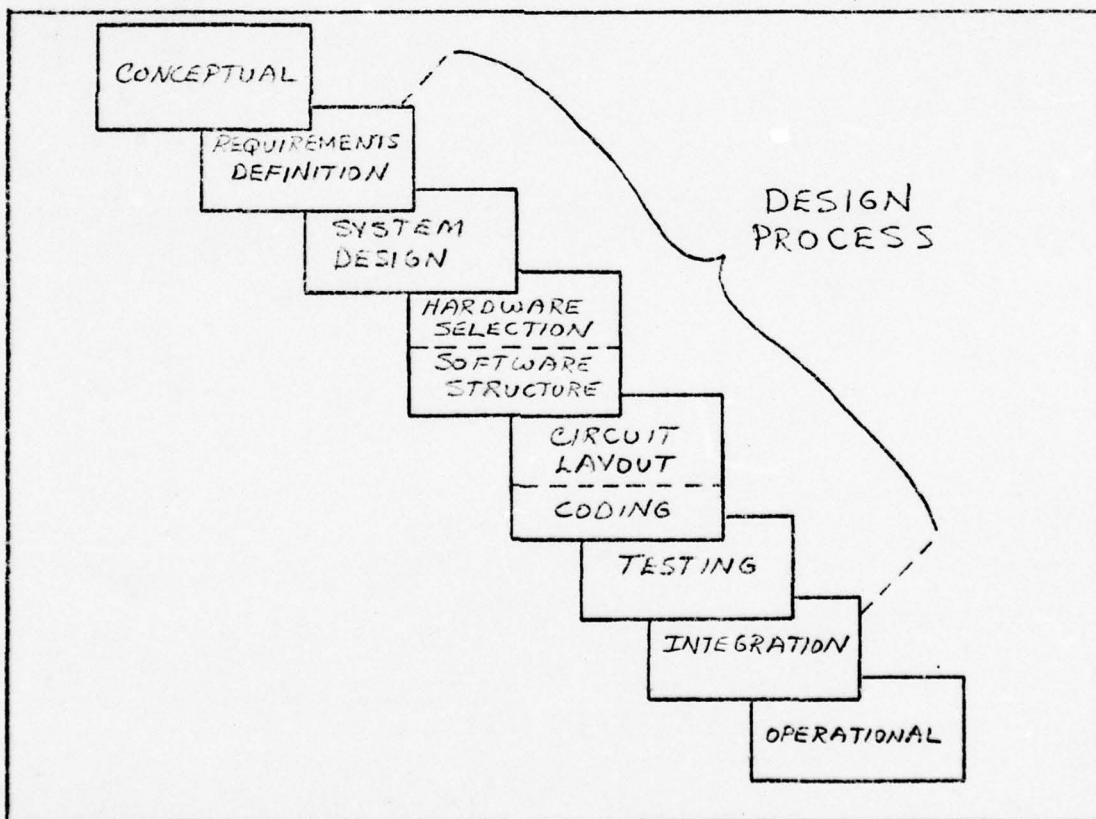 CONCEPTUAL
REQUIREMENTS
DEFINITION
SYSTEM
DESIGN
HARDWARE
SELECTION
SOFTWARE
STRUCTURE
CIRCUIT
LAYOUT
CODING
TESTING
INTEGRATION
OPERATIONAL
DESIGN
PROCESS